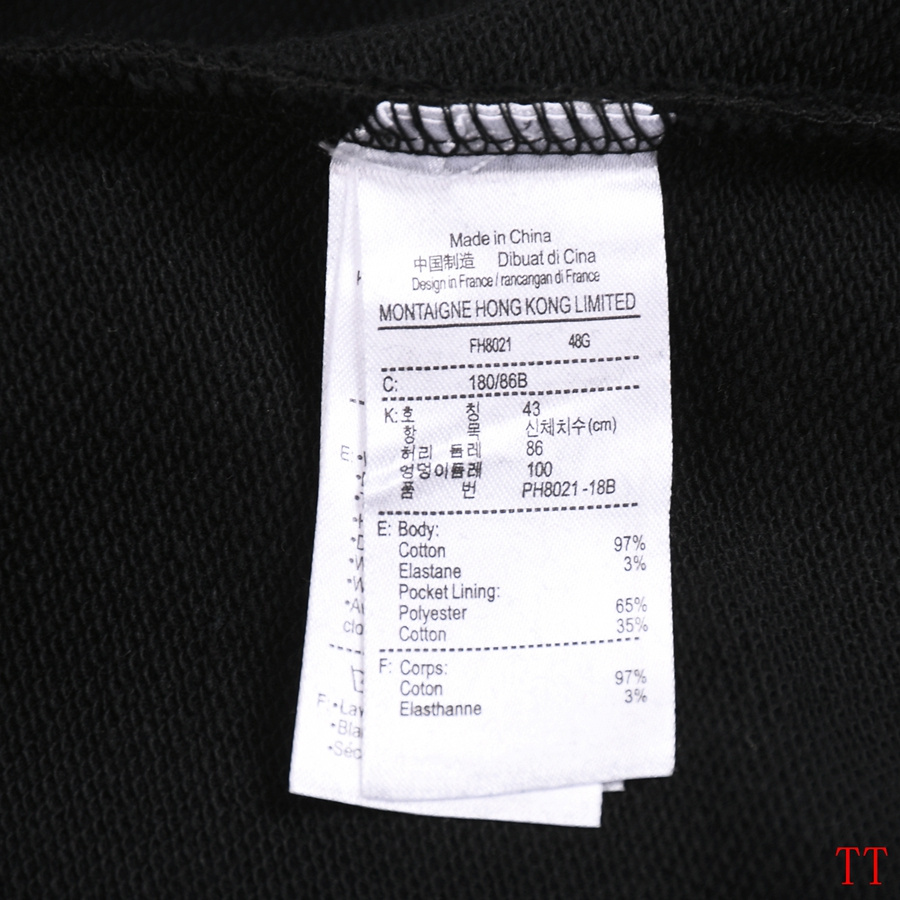 Made in China
中国制造 Dibuat di Cina
Design in France / rancangan di France
MONTAIGNE HONG KONG LIMITED
FH8021 48G
C: 180/86B
K: 호 칭 43
항 목 신체치수(cm)
허리 둘레 86
엉덩이둘레 100
품 번 PH8021 -18B
E: Body:
Cotton 97%
Elastane 3%
Pocket Lining:
Polyester 65%
Cotton 35%
F: Corps:
Coton 97%
Elasthanne 3%
E:
F: •Lav
•Bla
•Séc
TT